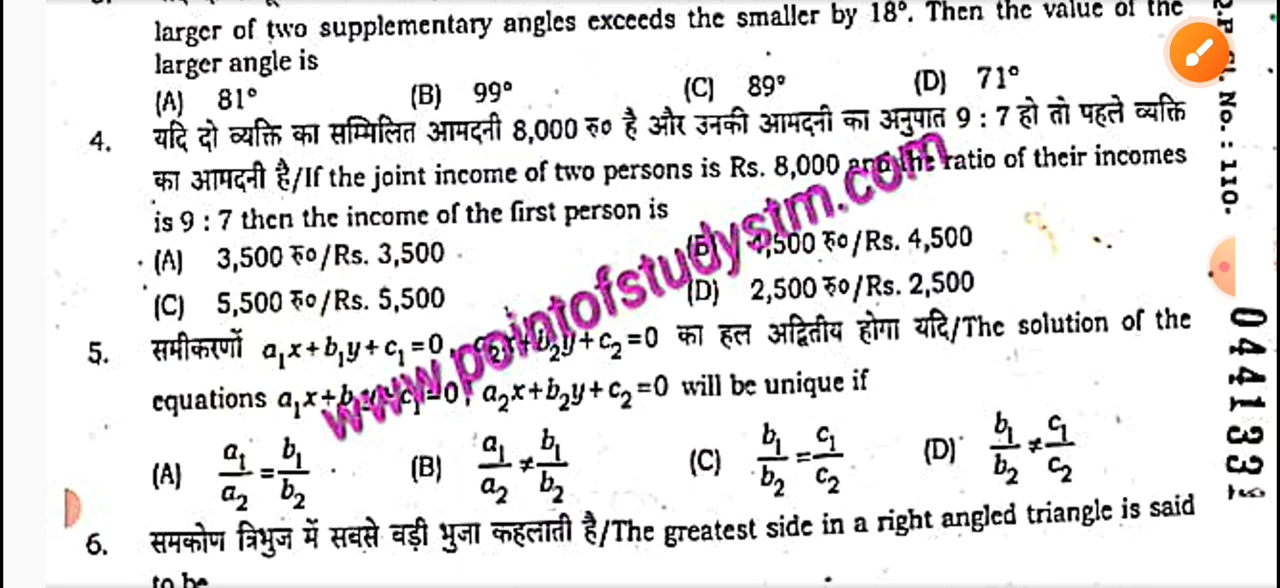 larger of two supplementary angles exceeds the smaller by 18°. Then the value of the
larger angle is
(A) 81° (B) 99° (C) 89° (D) 71°
4. यदि दो व्यक्ति का सम्मिलित आमदनी 8,000 रु० है और उनकी आमदनी का अनुपात 9 : 7 हो तो पहले व्यक्ति
का आमदनी है/If the joint income of two persons is Rs. 8,000 and the ratio of their incomes
is 9 : 7 then the income of the first person is
(A) 3,500 रु०/Rs. 3,500 (B) 4,500 रु०/Rs. 4,500
(C) 5,500 रु०/Rs. 5,500 (D) 2,500 रु०/Rs. 2,500
5. समीकरणों a₁x+b₁y+c₁=0, a₂x+b₂y+c₂=0 का हल अद्वितीय होगा यदि/The solution of the
equations a₁x+b₁y+c₁=0, a₂x+b₂y+c₂=0 will be unique if
(A) a₁/a₂ = b₁/b₂ (B) a₁/a₂ ≠ b₁/b₂ (C) b₁/b₂ = c₁/c₂ (D) b₁/b₂ ≠ c₁/c₂
6. समकोण त्रिभुज में सबसे वड़ी भुजा कहलाती है/The greatest side in a right angled triangle is said
to be
www.pointofstudystm.com
No. : 110-
0441332